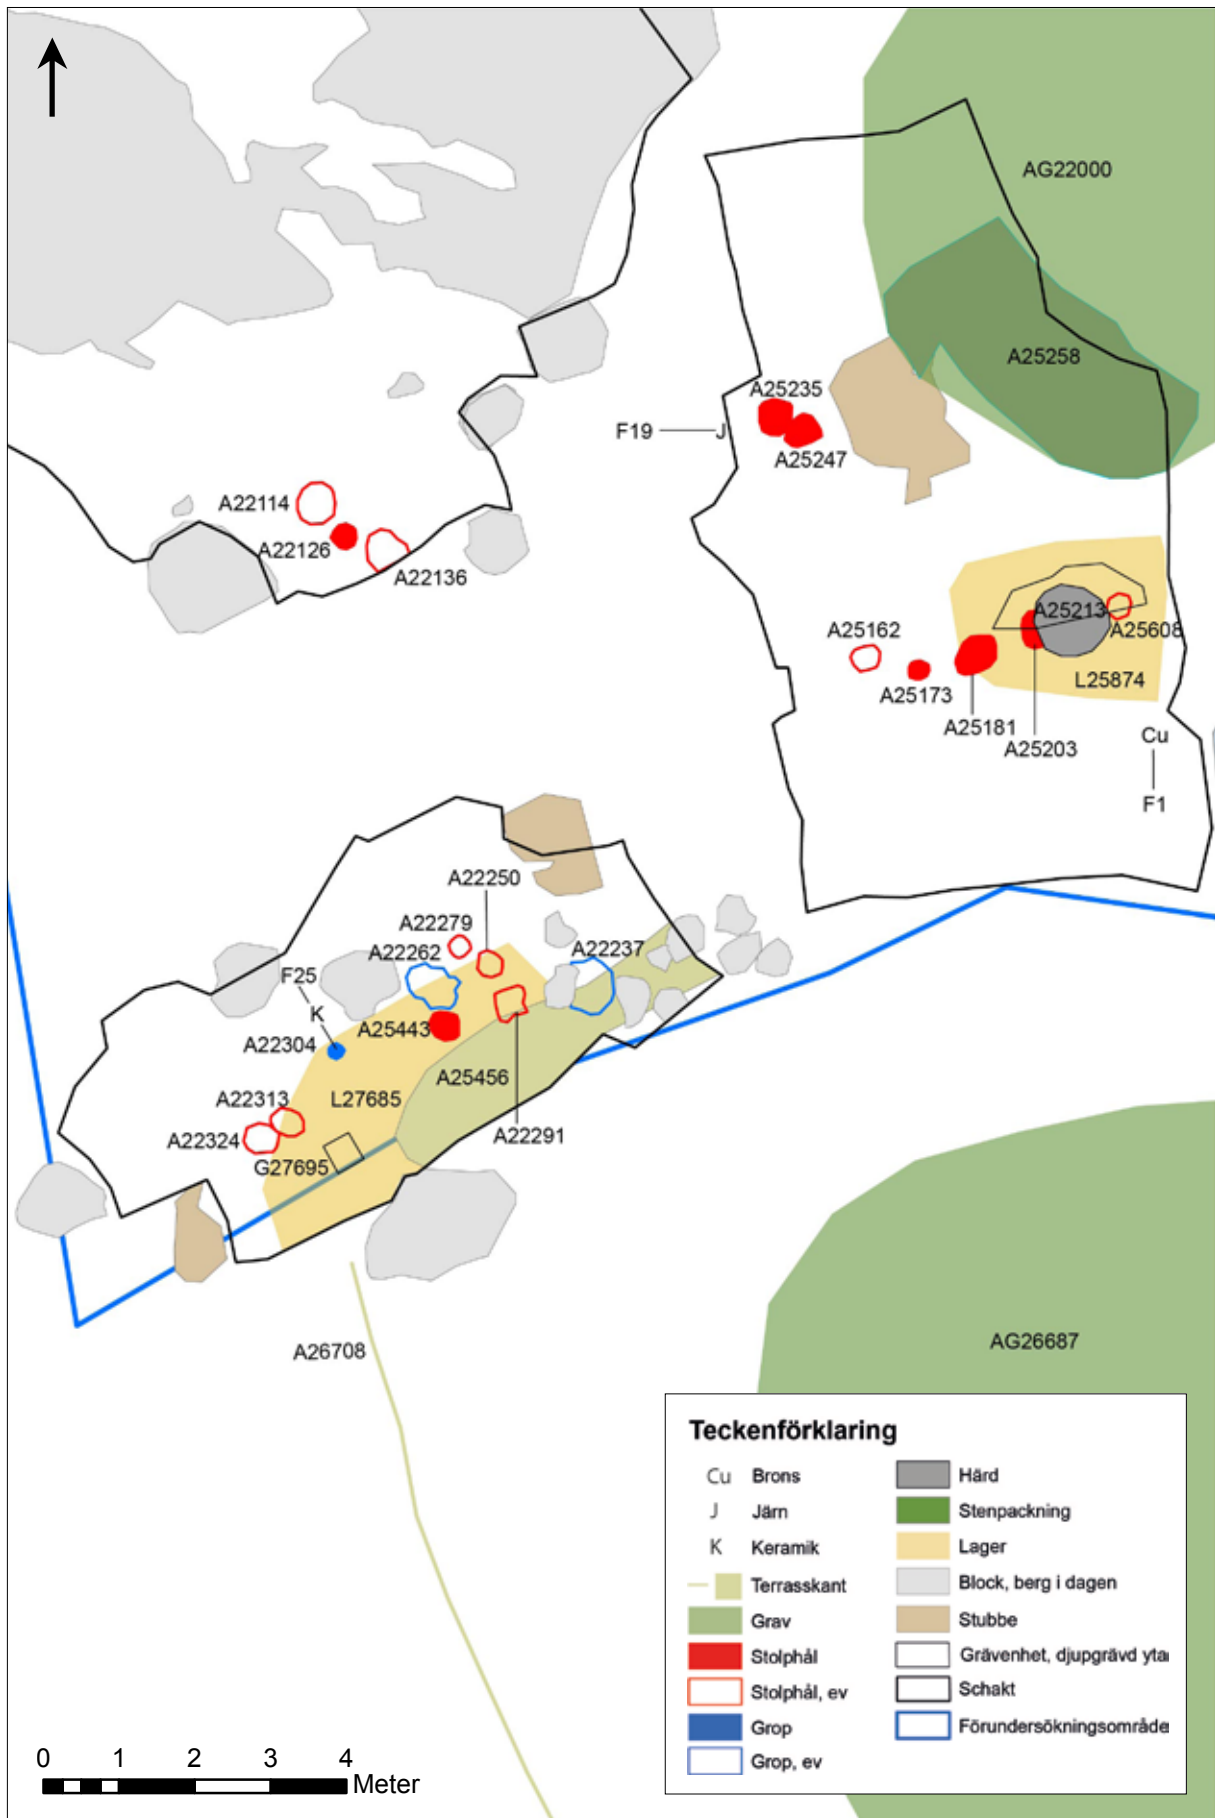 AG22000
A25258
A25235
F19
J
A25247
A22114
A22126
A22136
A25213
A25608
A25162
A25173
L25874
A25181
A25203
Cu
F1
A22250
A22279
A22262
A22237
F25
K
A25443
A22304
A25456
L27685
A22313
A22324
A22291
G27695
A26708
AG26687
Teckenförklaring
Cu Brons
J Järn
K Keramik
Terrasskant
Grav
Stolphål
Stolphål, ev
Grop
Grop, ev
Härd
Stenpackning
Lager
Block, berg i dagen
Stubbe
Grävenhet, djupgrävd yta
Schakt
Förundersökningsområde
0 1 2 3 4
Meter